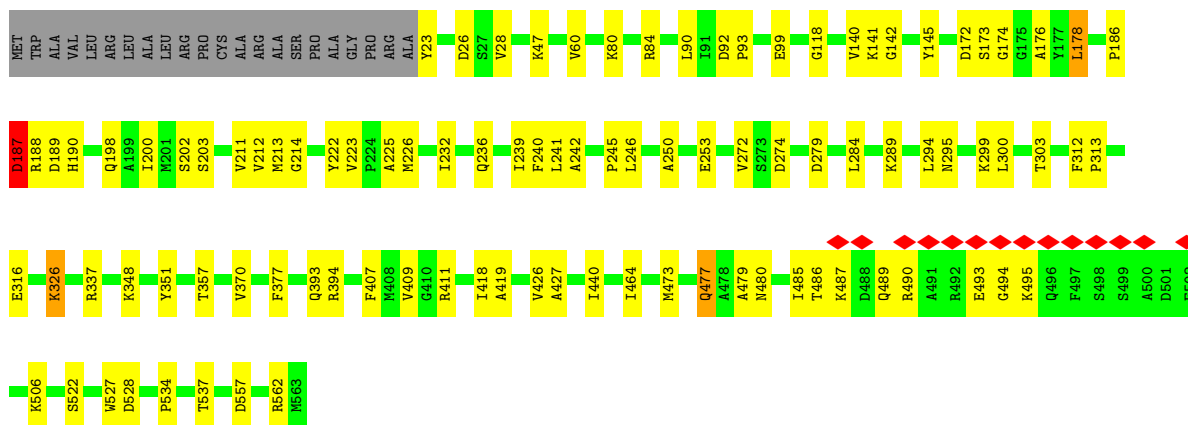 MET TRP ALA VAL LEU ARG LEU ALA LEU ARG PRO CYS ALA ARG ALA SER PRO ALA GLY PRO ARG ALA Y23 D26 S27 V28 K47 V60 K80 R84 L90 I91 D92 P93 E99 G118 V140 K141 G142 Y145 D172 S173 G174 G175 A176 Y177 L178 P186
D187 R188 D189 H190 Q198 A199 I200 M201 S202 S203 V211 V212 M213 G214 Y222 V223 P224 A225 M226 I232 Q236 I239 F240 L241 A242 P245 L246 A250 E253 V272 S273 D274 D279 L284 K289 L294 N295 K299 L300 T303 F312 P313
E316 K326 R337 K348 Y351 T357 V370 F377 Q393 R394 F407 M408 V409 G410 R411 I418 A419 V426 A427 I440 I464 M473 Q477 A478 A479 N480 I485 T486 K487 D488 Q489 R490 A491 R492 E493 G494 K495 Q496 F497 S498 S499 A500 D501
K506 S522 W527 D528 P534 T537 D557 R562 M563